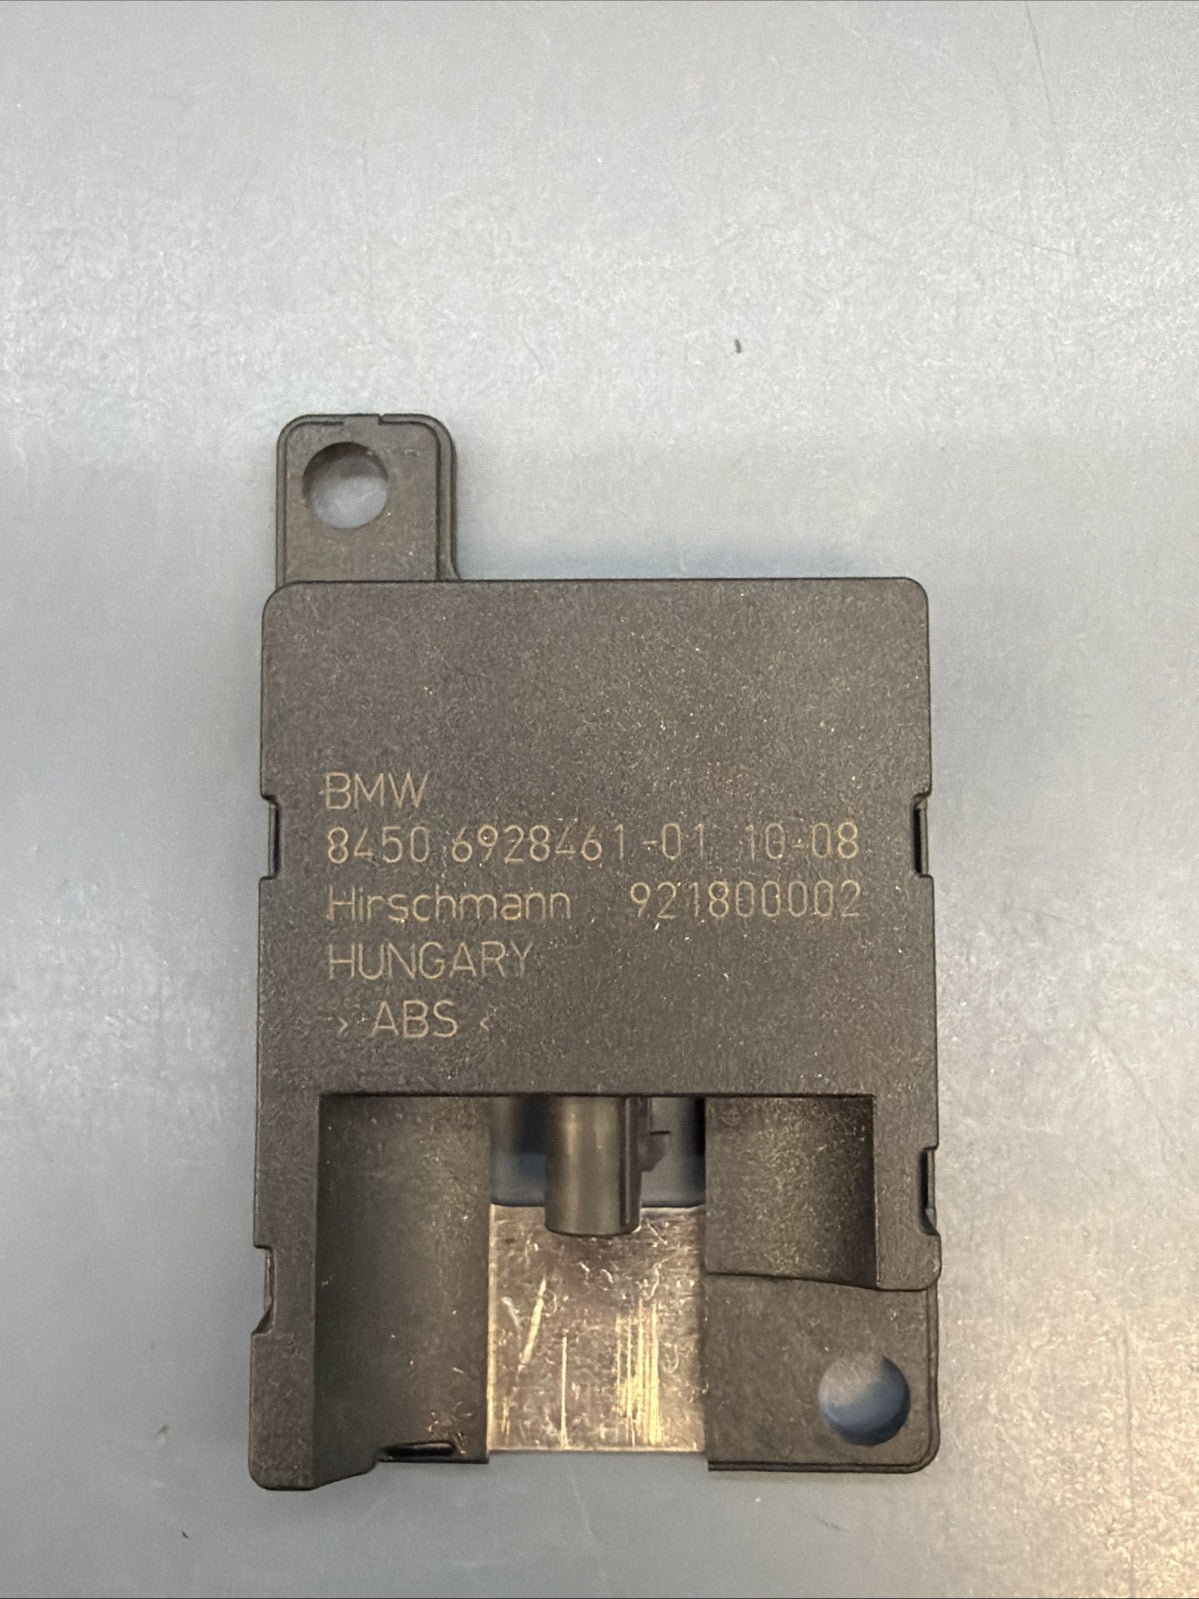 BMW
8450 6928461-01 10-08
Hirschmann 921800002
HUNGARY
> ABS <